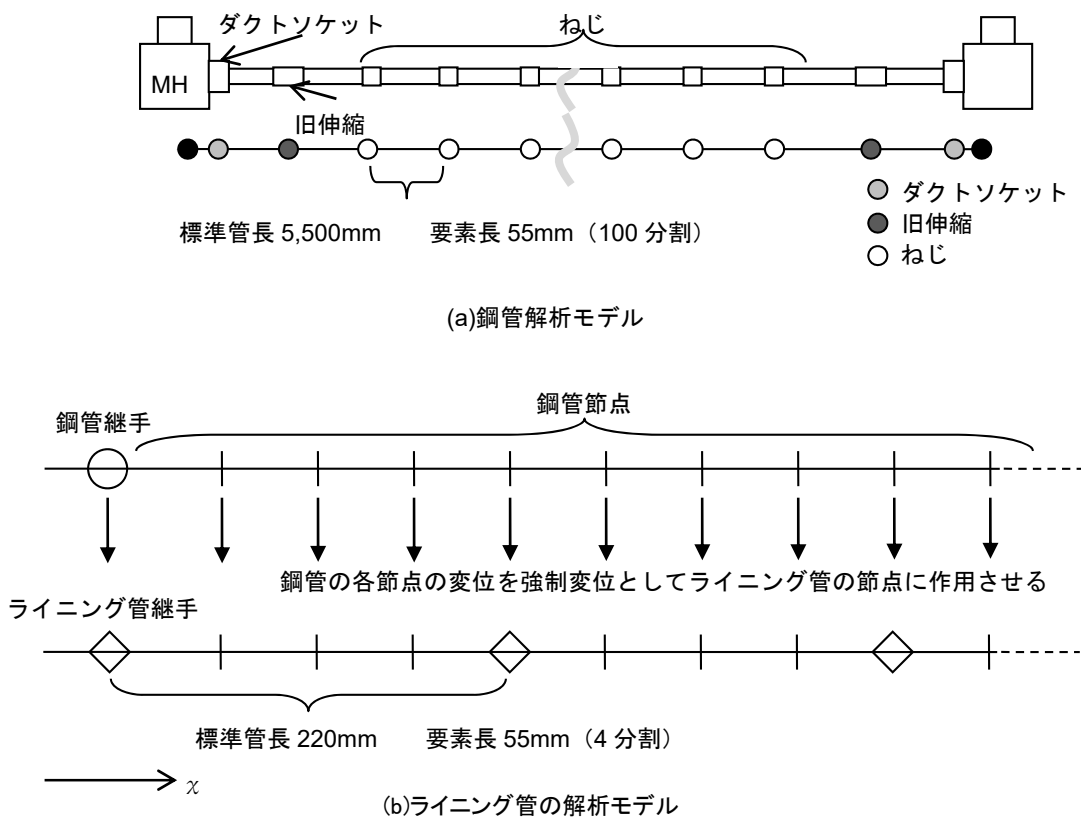 ダクトソケット
ねじ
MH
旧伸縮
標準管長 5,500mm 要素長 55mm（100 分割）
ダクトソケット
旧伸縮
ねじ
(a)鋼管解析モデル
鋼管節点
鋼管継手
鋼管の各節点の変位を強制変位としてライニング管の節点に作用させる
ライニング管継手
標準管長 220mm 要素長 55mm（4 分割）
χ
(b)ライニング管の解析モデル